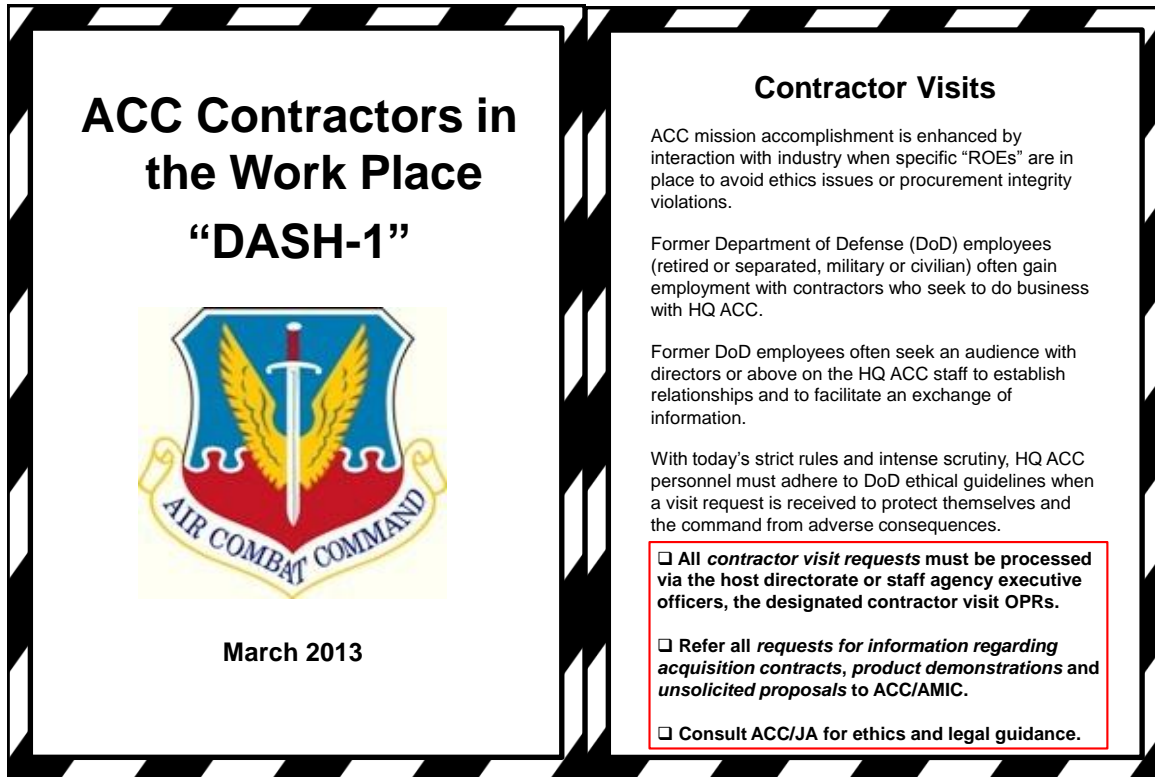 ACC Contractors in
the Work Place
“DASH-1”
AIR COMBAT COMMAND
March 2013
Contractor Visits
ACC mission accomplishment is enhanced by
interaction with industry when specific “ROEs” are in
place to avoid ethics issues or procurement integrity
violations.
Former Department of Defense (DoD) employees
(retired or separated, military or civilian) often gain
employment with contractors who seek to do business
with HQ ACC.
Former DoD employees often seek an audience with
directors or above on the HQ ACC staff to establish
relationships and to facilitate an exchange of
information.
With today’s strict rules and intense scrutiny, HQ ACC
personnel must adhere to DoD ethical guidelines when
a visit request is received to protect themselves and
the command from adverse consequences.
❑ All contractor visit requests must be processed
via the host directorate or staff agency executive
officers, the designated contractor visit OPRs.
❑ Refer all requests for information regarding
acquisition contracts, product demonstrations and
unsolicited proposals to ACC/AMIC.
❑ Consult ACC/JA for ethics and legal guidance.